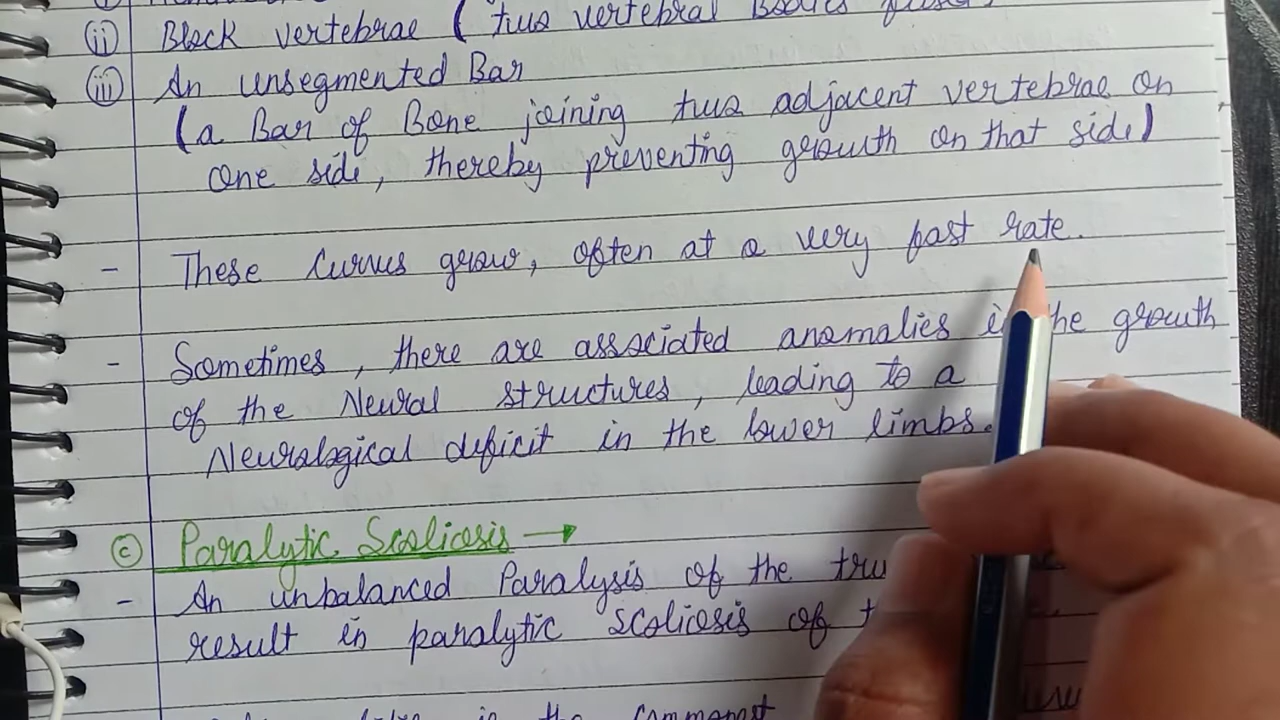 (ii) Block vertebrae ( two vertebral Bodies
(iii) An unsegmented Bar
(a Bar of Bone joining two adjacent vertebrae on
one side, thereby preventing growth on that side)
- These Curves grow, often at a very fast rate.
- Sometimes, there are associated anomalies the growth
of the Neural structures, leading to a
Neurological deficit in the lower limbs.
(c) Paralytic Scoliosis →
- An unbalanced Paralysis of the
result in paralytic scoliosis of
in the commonest